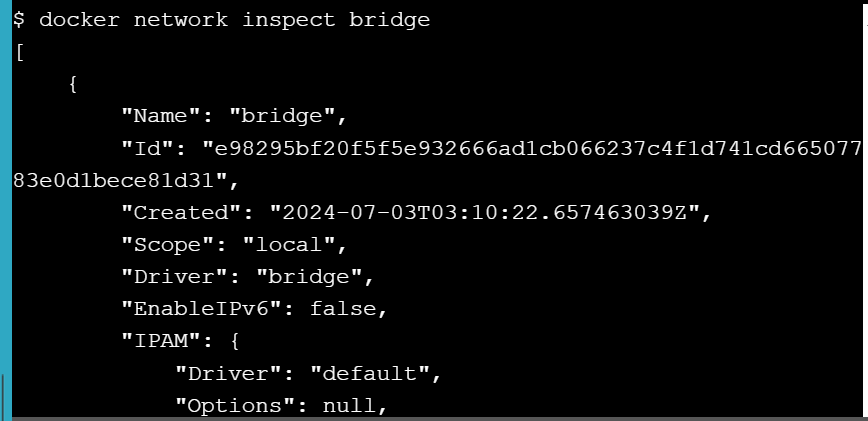 $ docker network inspect bridge
[
    {
        "Name": "bridge",
        "Id": "e98295bf20f5f5e932666ad1cb066237c4f1d741cd665077
83e0d1bece81d31",
        "Created": "2024-07-03T03:10:22.657463039Z",
        "Scope": "local",
        "Driver": "bridge",
        "EnableIPv6": false,
        "IPAM": {
            "Driver": "default",
            "Options": null,